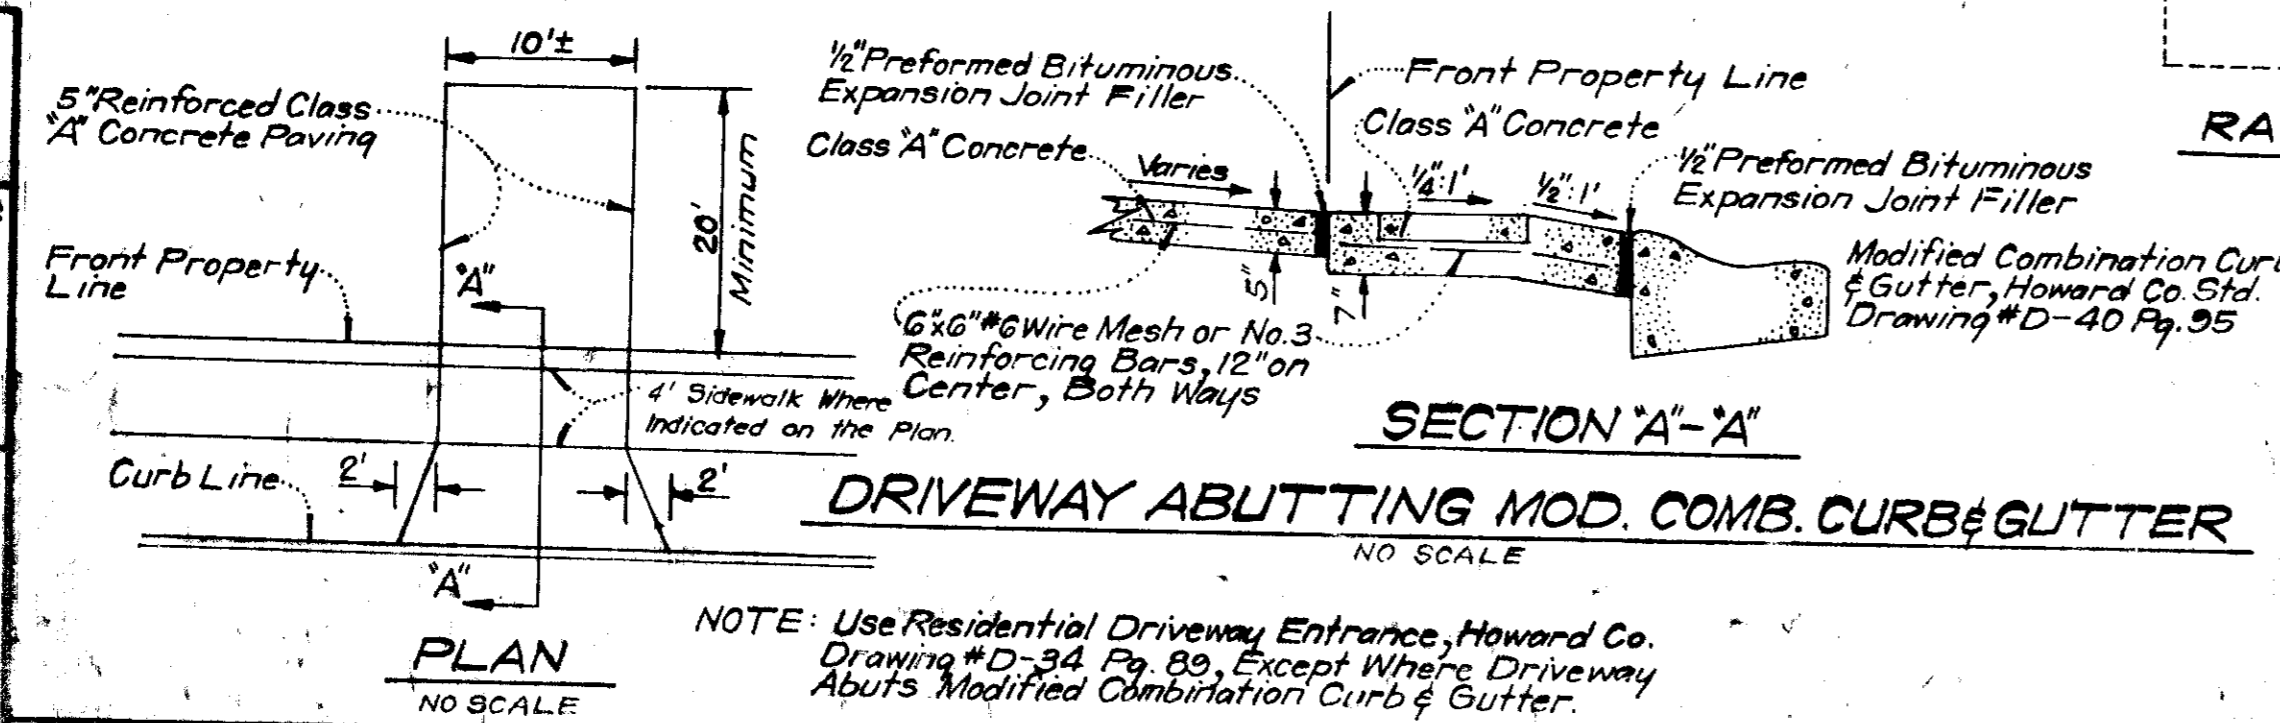 10'±
5" Reinforced Class
"A" Concrete Paving
20'
Minimum
Front Property
Line
"A"
4' Sidewalk Where
Indicated on the Plan.
Curb Line
2'
2'
"A"
PLAN
NO SCALE
1/2" Preformed Bituminous
Expansion Joint Filler
Front Property Line
Class "A" Concrete
Class "A" Concrete
Varies
1/4":1'
1/2":1'
1/2" Preformed Bituminous
Expansion Joint Filler
5"
7"
6"x6" #6 Wire Mesh or No.3
Reinforcing Bars, 12" on
Center, Both Ways
Modified Combination Curb
& Gutter, Howard Co. Std.
Drawing #D-40 Pg. 95
SECTION "A"-"A"
DRIVEWAY ABUTTING MOD. COMB. CURB & GUTTER
NO SCALE
NOTE: Use Residential Driveway Entrance, Howard Co.
Drawing #D-34 Pg. 89, Except Where Driveway
Abuts Modified Combination Curb & Gutter.
RA